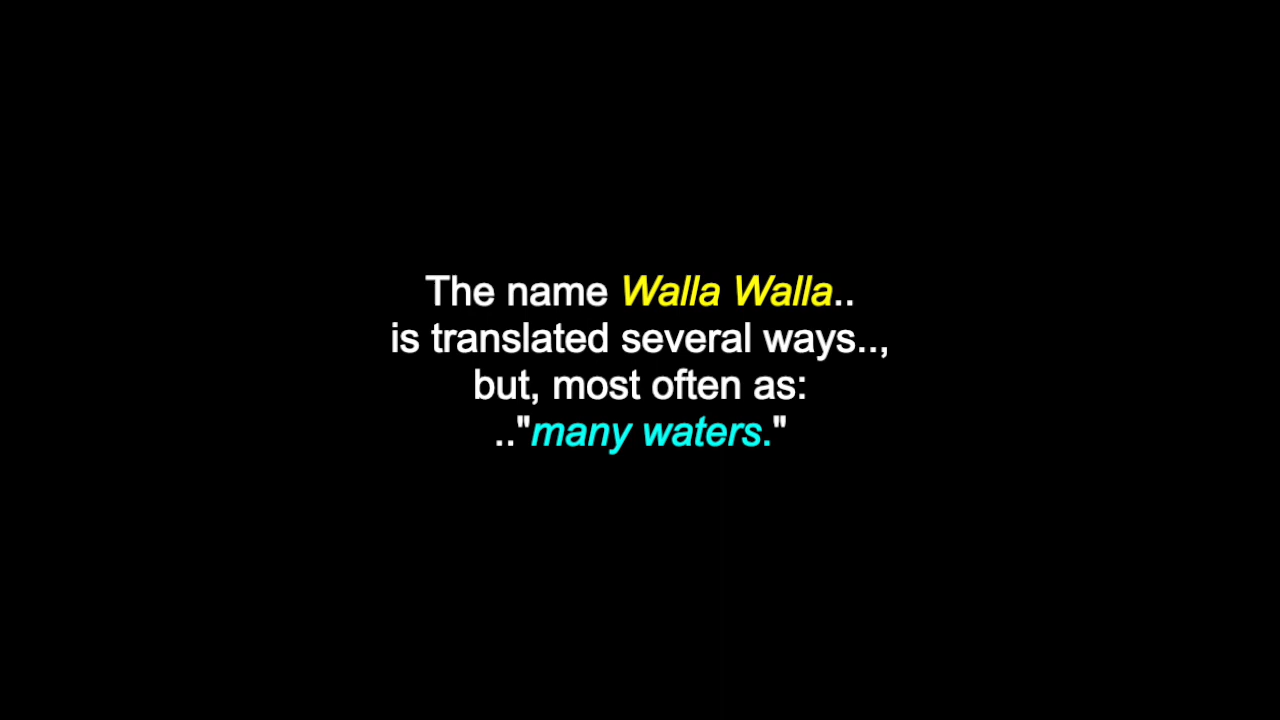 The name Walla Walla..
is translated several ways..,
but, most often as:
.."many waters."